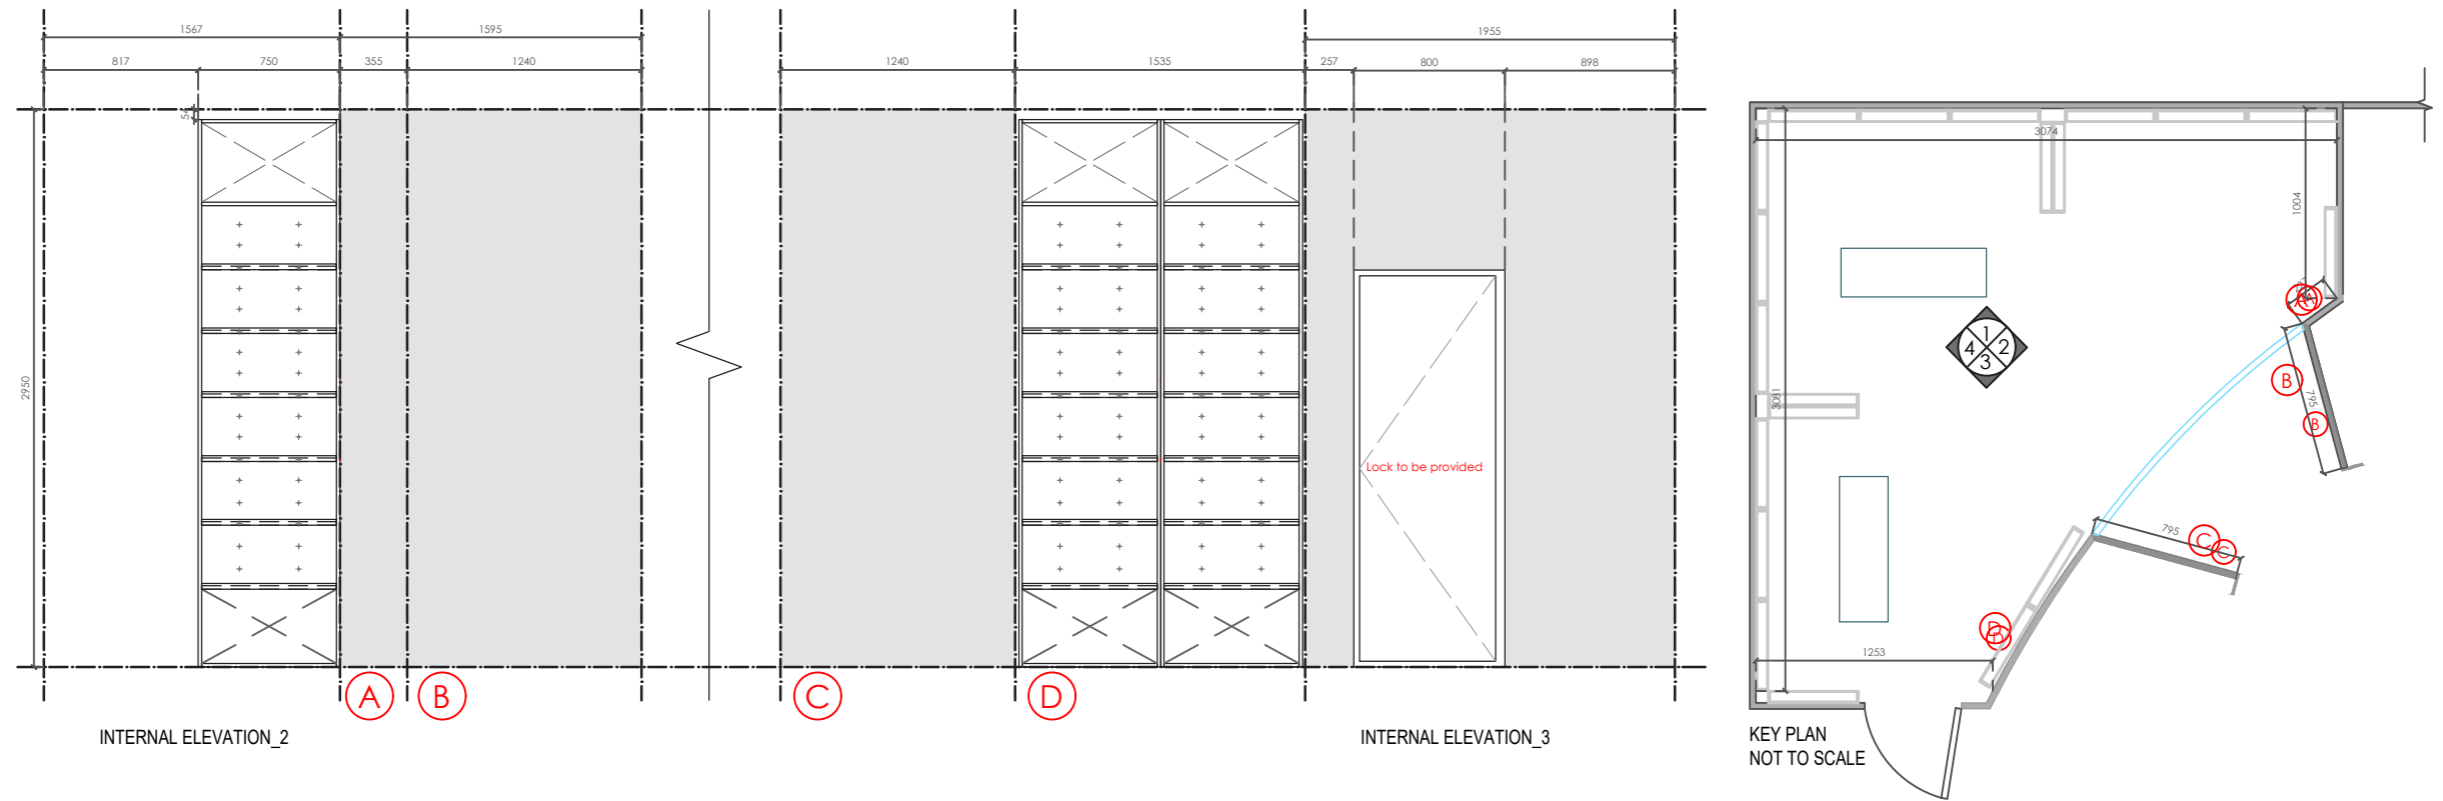 1567
1595
1955
817
750
355
1240
1240
1535
257
800
898
54
2950
Lock to be provided
A
B
C
D
INTERNAL ELEVATION_2
INTERNAL ELEVATION_3
3074
1004
3081
1
4
2
3
A
B
795
B
795
C
C
D
D
1253
KEY PLAN
NOT TO SCALE